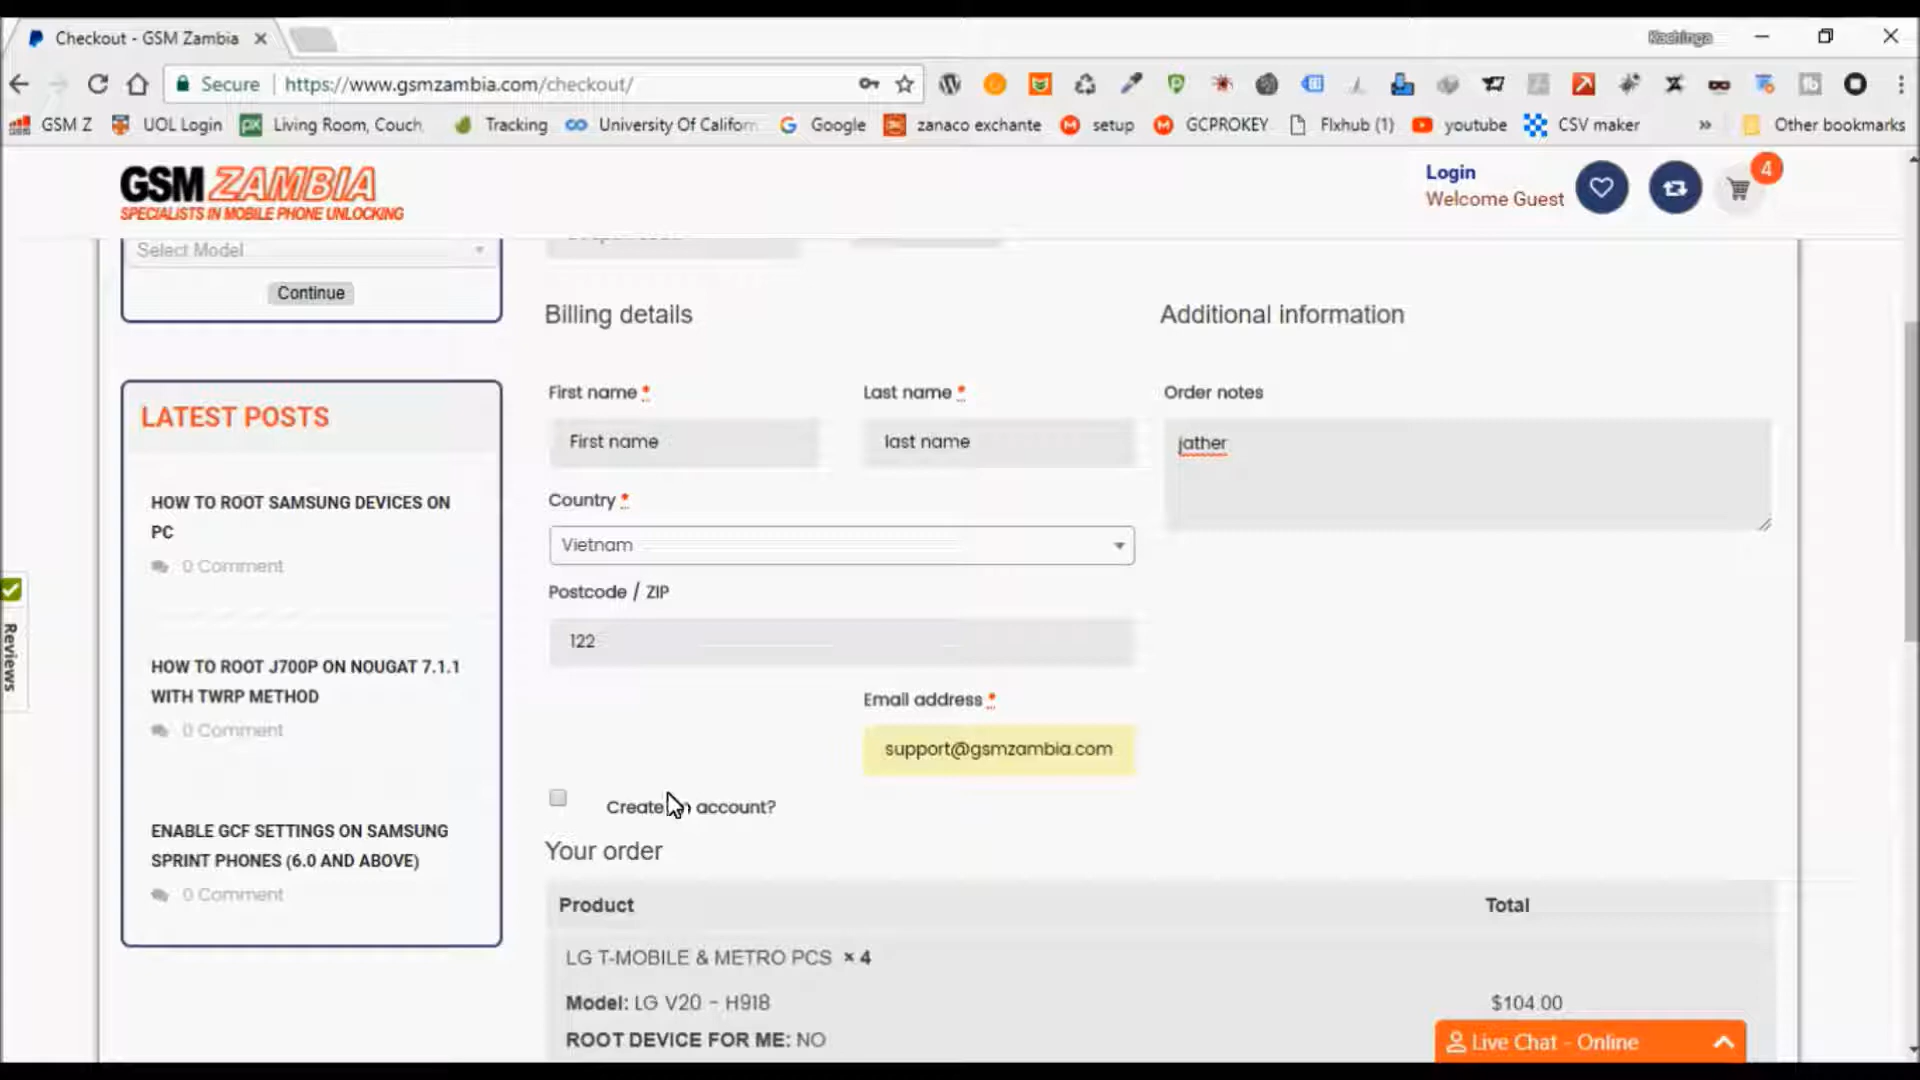 Checkout - GSM Zambia
Kachinga
Secure https://www.gsmzambia.com/checkout/
GSM Z UOL Login Living Room, Couch, Tracking University Of Californ Google zanaco exchante setup GCPROKEY Flxhub (1) youtube CSV maker » Other bookmarks
GSM ZAMBIA
SPECIALISTS IN MOBILE PHONE UNLOCKING
Login
Welcome Guest
4
Select Model
Continue
Billing details
Additional information
First name *
Last name *
Order notes
First name
last name
jather
Country *
Vietnam
Postcode / ZIP
122
Email address *
support@gsmzambia.com
account?
Your order
Product Total
LG T-MOBILE & METRO PCS × 4
Model: LG V20 - H918 $104.00
ROOT DEVICE FOR ME: NO
LATEST POSTS
HOW TO ROOT SAMSUNG DEVICES ON
PC
0 Comment
HOW TO ROOT J700P ON NOUGAT 7.1.1
WITH TWRP METHOD
0 Comment
ENABLE GCF SETTINGS ON SAMSUNG
SPRINT PHONES (6.0 AND ABOVE)
0 Comment
Reviews
Live Chat - Online